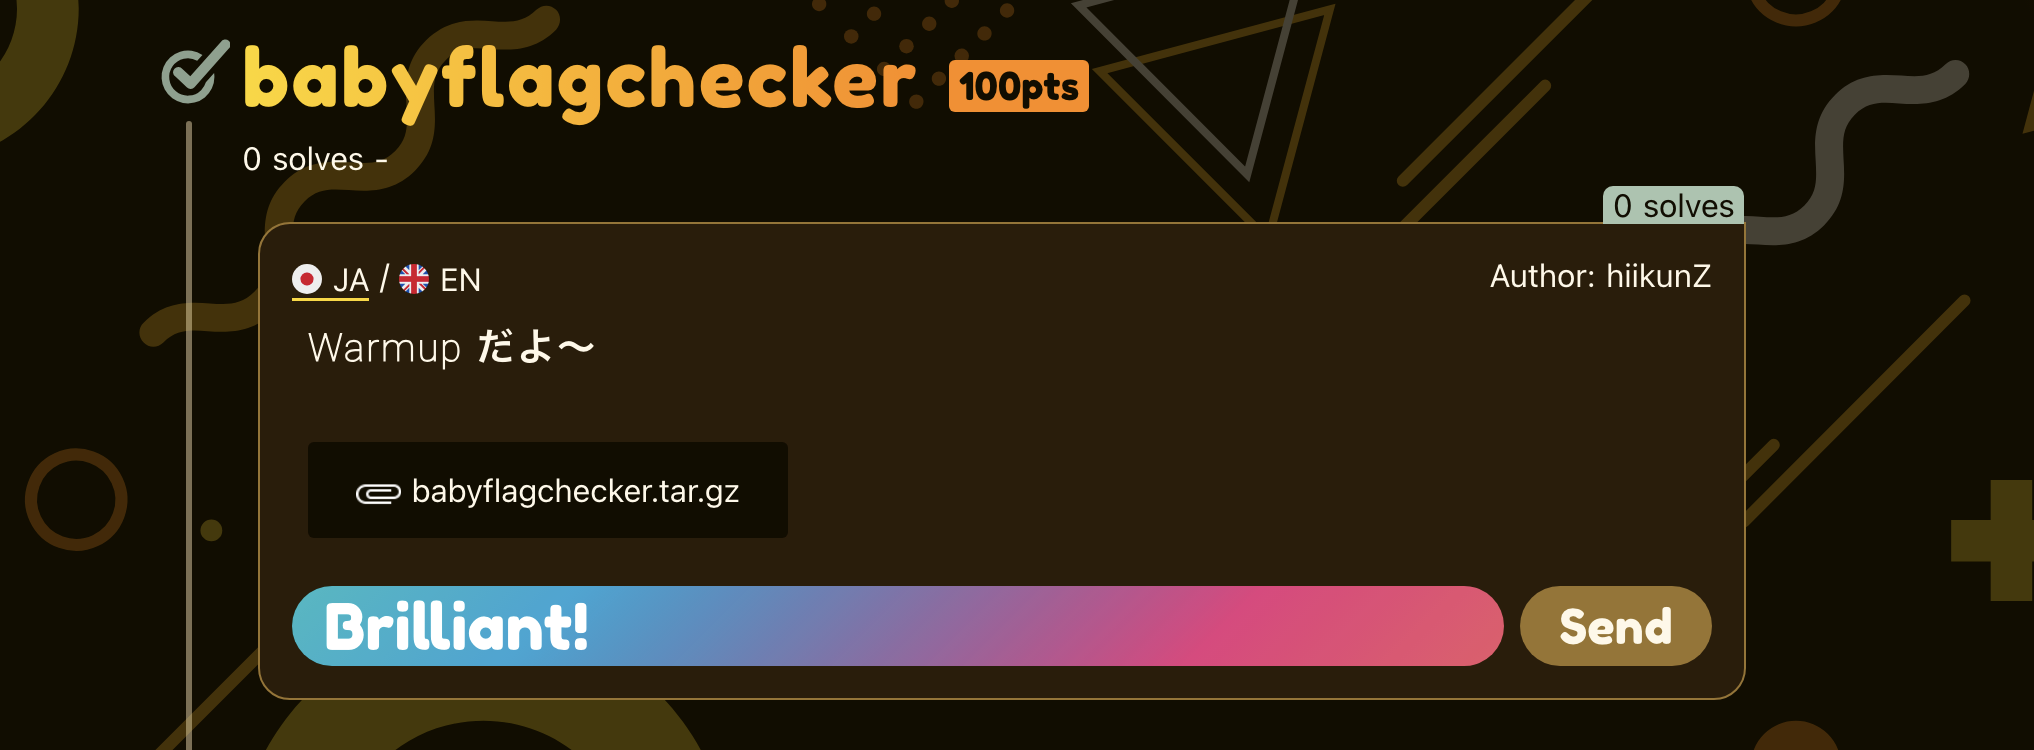 babyflagchecker 100pts
0 solves -
0 solves
JA / EN
Author: hiikunZ
Warmup だよ〜
babyflagchecker.tar.gz
Brilliant!
Send